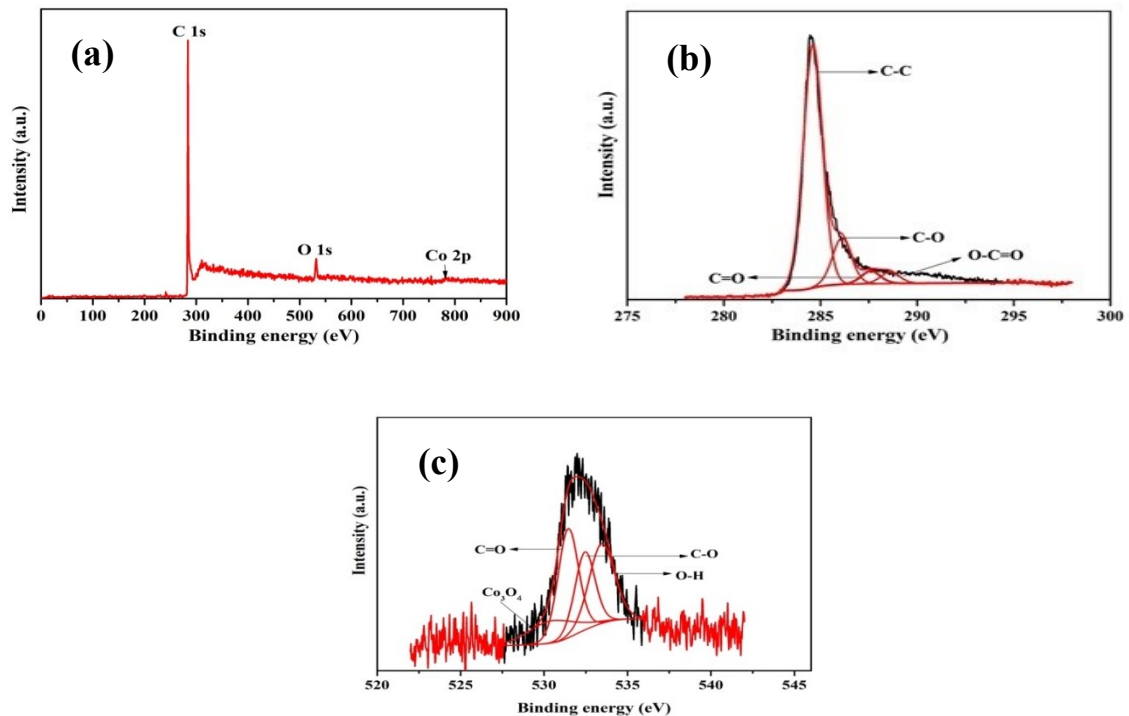 (a)
C 1s
O 1s
Co 2p
Intensity (a.u.)
0 100 200 300 400 500 600 700 800 900
Binding energy (eV)
(b)
C-C
C-O
O-C=O
C=O
Intensity (a.u.)
275 280 285 290 295 300
Binding energy (eV)
(c)
C=O
C-O
O-H
Co₃O₄
Intensity (a.u.)
520 525 530 535 540 545
Binding energy (eV)